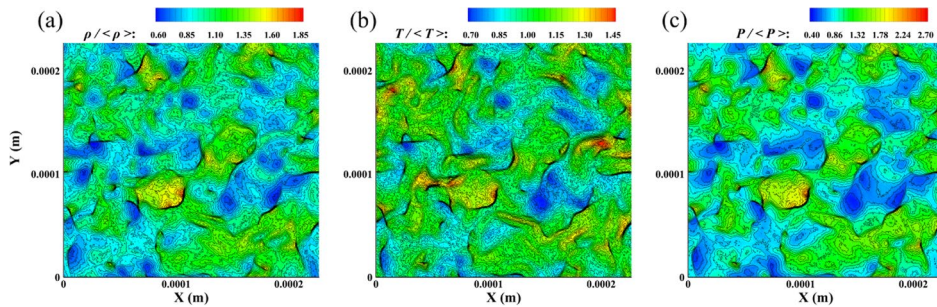 (a)
ρ / < ρ >: 0.60 0.85 1.10 1.35 1.60 1.85
(b)
T / < T >: 0.70 0.85 1.00 1.15 1.30 1.45
(c)
P / < P >: 0.40 0.86 1.32 1.78 2.24 2.70
Y (m)
0.0002
0.0001
0
0.0001 0.0002
X (m)
0.0002
0.0001
0
0.0001 0.0002
X (m)
0.0002
0.0001
0
0.0001 0.0002
X (m)